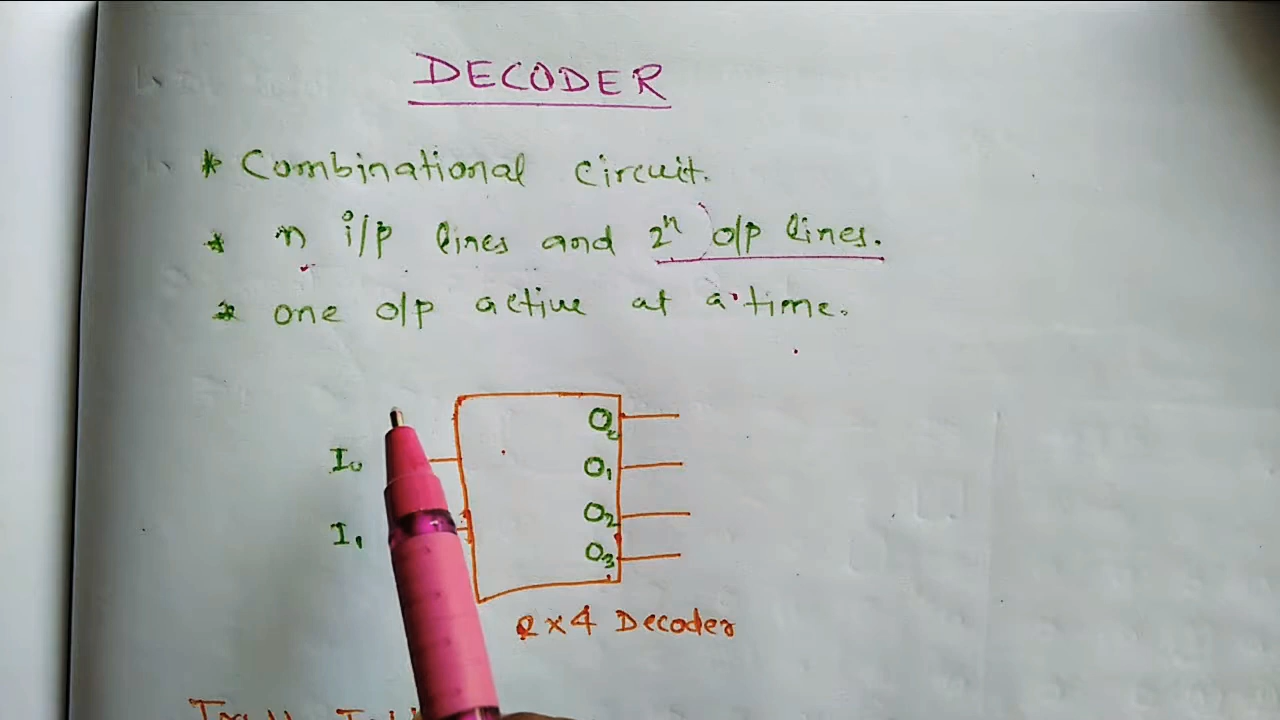 DECODER
* Combinational circuit.
* n i/p lines and 2ⁿ o/p lines.
* one o/p active at a time.
O₀
I₀
O₁
O₂
I₁
O₃
2x4 Decoder